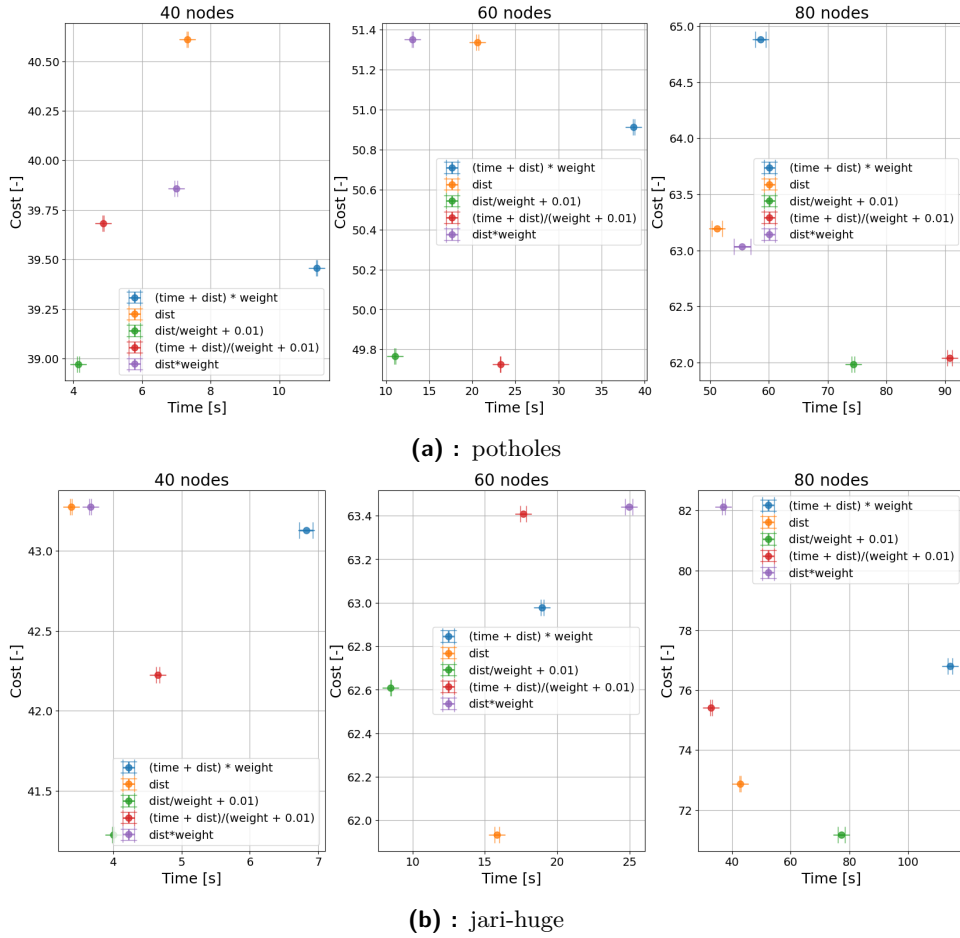 40 nodes
40.50
40.25
40.00
39.75
39.50
39.25
39.00
Cost [-]
4
6
8
10
Time [s]
(time + dist) * weight
dist
dist/weight + 0.01)
(time + dist)/(weight + 0.01)
dist*weight
60 nodes
51.4
51.2
51.0
50.8
50.6
50.4
50.2
50.0
49.8
Cost [-]
10
15
20
25
30
35
40
Time [s]
(time + dist) * weight
dist
dist/weight + 0.01)
(time + dist)/(weight + 0.01)
dist*weight
80 nodes
65.0
64.5
64.0
63.5
63.0
62.5
62.0
Cost [-]
50
60
70
80
90
Time [s]
(time + dist) * weight
dist
dist/weight + 0.01)
(time + dist)/(weight + 0.01)
dist*weight
(a) : potholes
40 nodes
43.0
42.5
42.0
41.5
Cost [-]
4
5
6
7
Time [s]
(time + dist) * weight
dist
dist/weight + 0.01)
(time + dist)/(weight + 0.01)
dist*weight
60 nodes
63.4
63.2
63.0
62.8
62.6
62.4
62.2
62.0
Cost [-]
10
15
20
25
Time [s]
(time + dist) * weight
dist
dist/weight + 0.01)
(time + dist)/(weight + 0.01)
dist*weight
80 nodes
82
80
78
76
74
72
Cost [-]
40
60
80
100
Time [s]
(time + dist) * weight
dist
dist/weight + 0.01)
(time + dist)/(weight + 0.01)
dist*weight
(b) : jari-huge